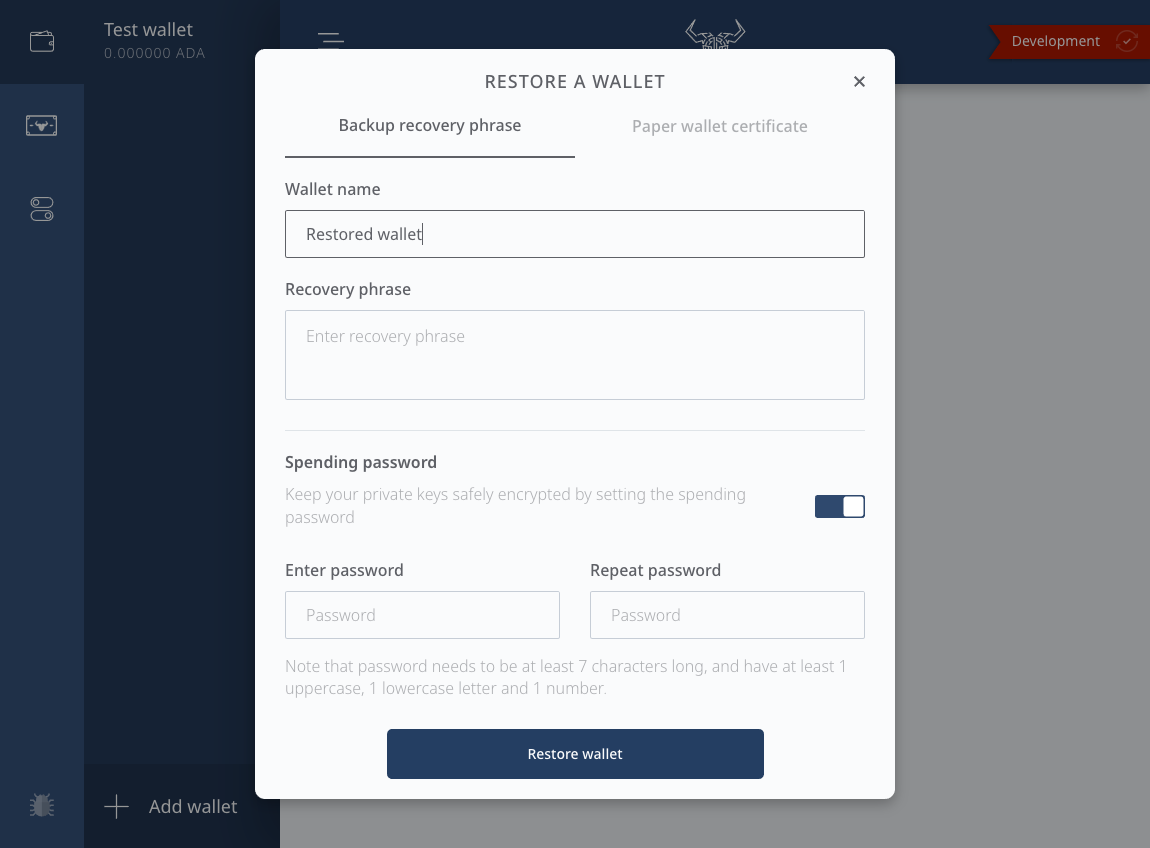 Test wallet
0.000000 ADA
Development
RESTORE A WALLET
Backup recovery phrase
Paper wallet certificate
Wallet name
Restored wallet
Recovery phrase
Enter recovery phrase
Spending password
Keep your private keys safely encrypted by setting the spending
password
Enter password
Repeat password
Password
Password
Note that password needs to be at least 7 characters long, and have at least 1
uppercase, 1 lowercase letter and 1 number.
Restore wallet
Add wallet